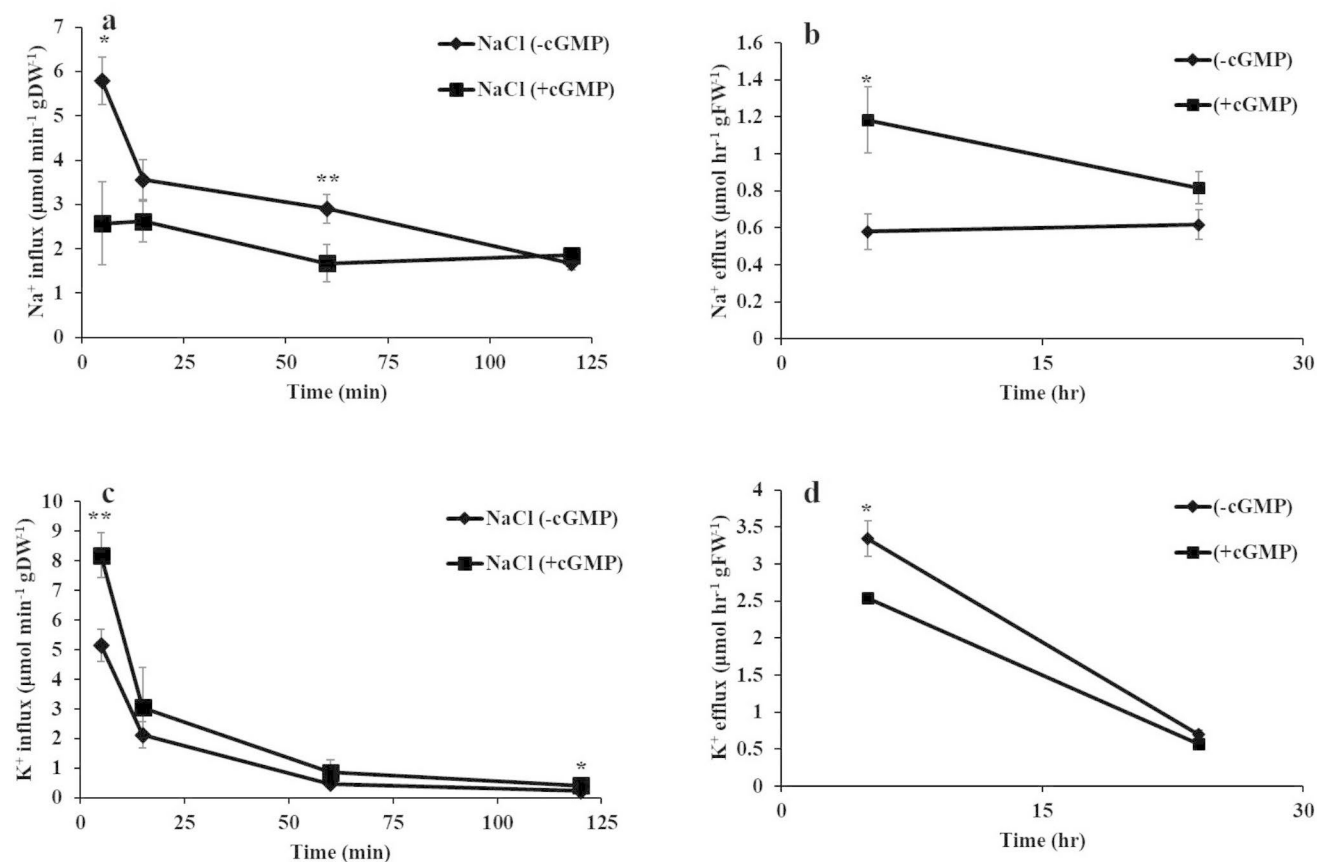 a
7
6
5
4
3
2
1
0
*
**
NaCl (-cGMP)
NaCl (+cGMP)
Na⁺ influx (µmol min⁻¹ gDW⁻¹)
0 25 50 75 100 125
Time (min)
b
1.6
1.4
1.2
1
0.8
0.6
0.4
0.2
0
*
(-cGMP)
(+cGMP)
Na⁺ efflux (µmol hr⁻¹ gFW⁻¹)
0 15 30
Time (hr)
c
10
9
8
7
6
5
4
3
2
1
0
**
*
NaCl (-cGMP)
NaCl (+cGMP)
K⁺ influx (µmol min⁻¹ gDW⁻¹)
0 25 50 75 100 125
Time (min)
d
4
3.5
3
2.5
2
1.5
1
0.5
0
*
(-cGMP)
(+cGMP)
K⁺ efflux (µmol hr⁻¹ gFW⁻¹)
0 15 30
Time (hr)